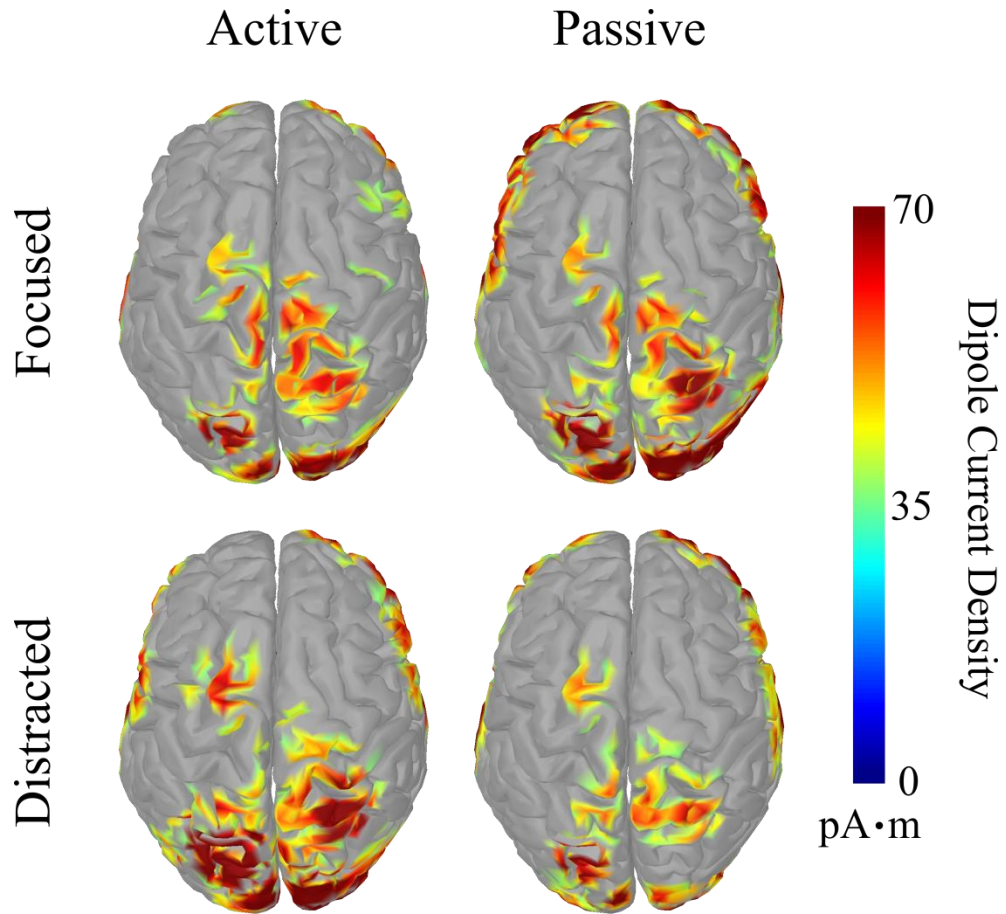 Active
Passive
Focused
Distracted
70
35
0
pA•m
Dipole Current Density